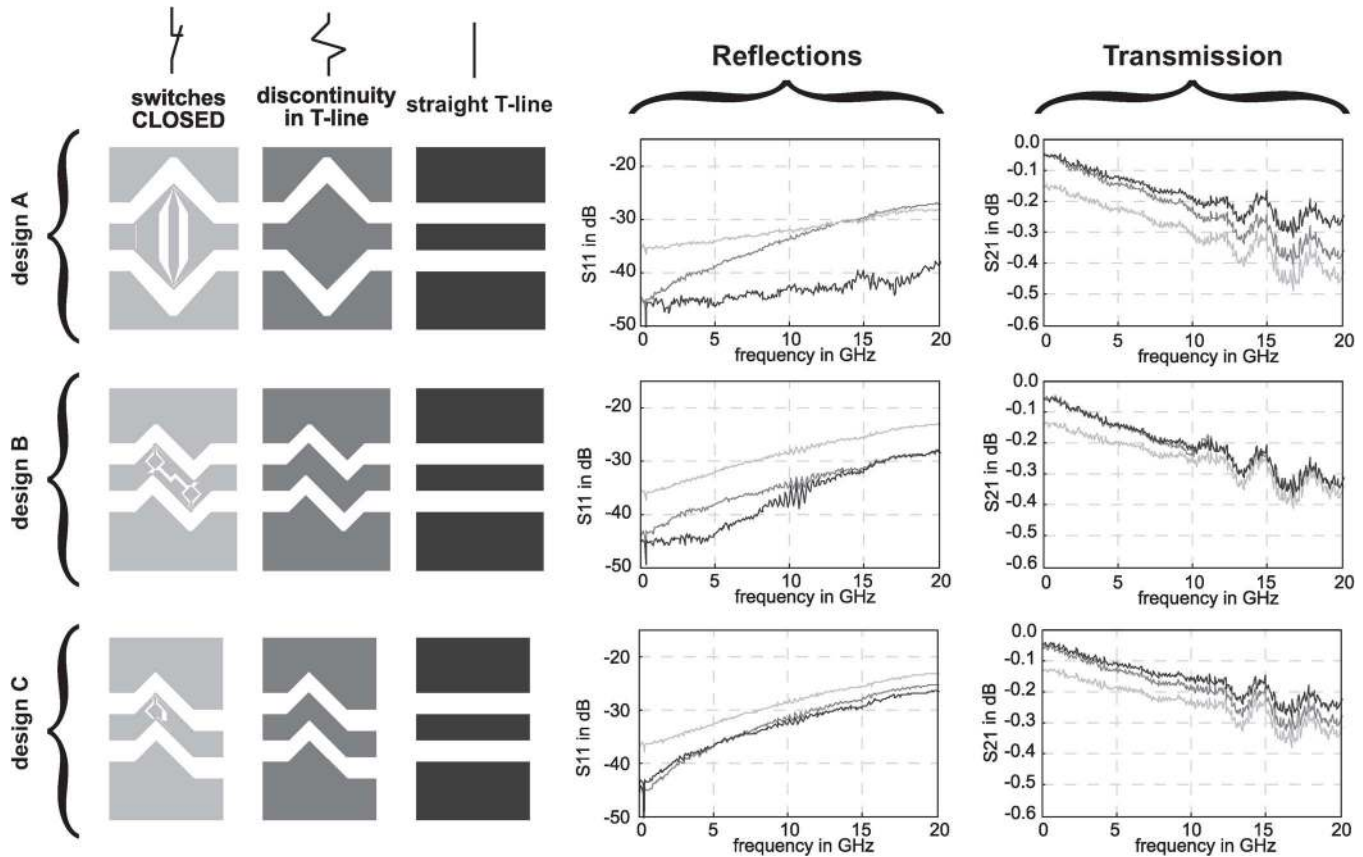 Reflections
Transmission
switches
CLOSED
discontinuity
in T-line
straight T-line
design A
S11 in dB
-20
-30
-40
-50
0 5 10 15 20
frequency in GHz
S21 in dB
0.0
-0.1
-0.2
-0.3
-0.4
-0.5
-0.6
0 5 10 15 20
frequency in GHz
design B
S11 in dB
-20
-30
-40
-50
0 5 10 15 20
frequency in GHz
S21 in dB
0.0
-0.1
-0.2
-0.3
-0.4
-0.5
-0.6
0 5 10 15 20
frequency in GHz
design C
S11 in dB
-20
-30
-40
-50
0 5 10 15 20
frequency in GHz
S21 in dB
0.0
-0.1
-0.2
-0.3
-0.4
-0.5
-0.6
0 5 10 15 20
frequency in GHz